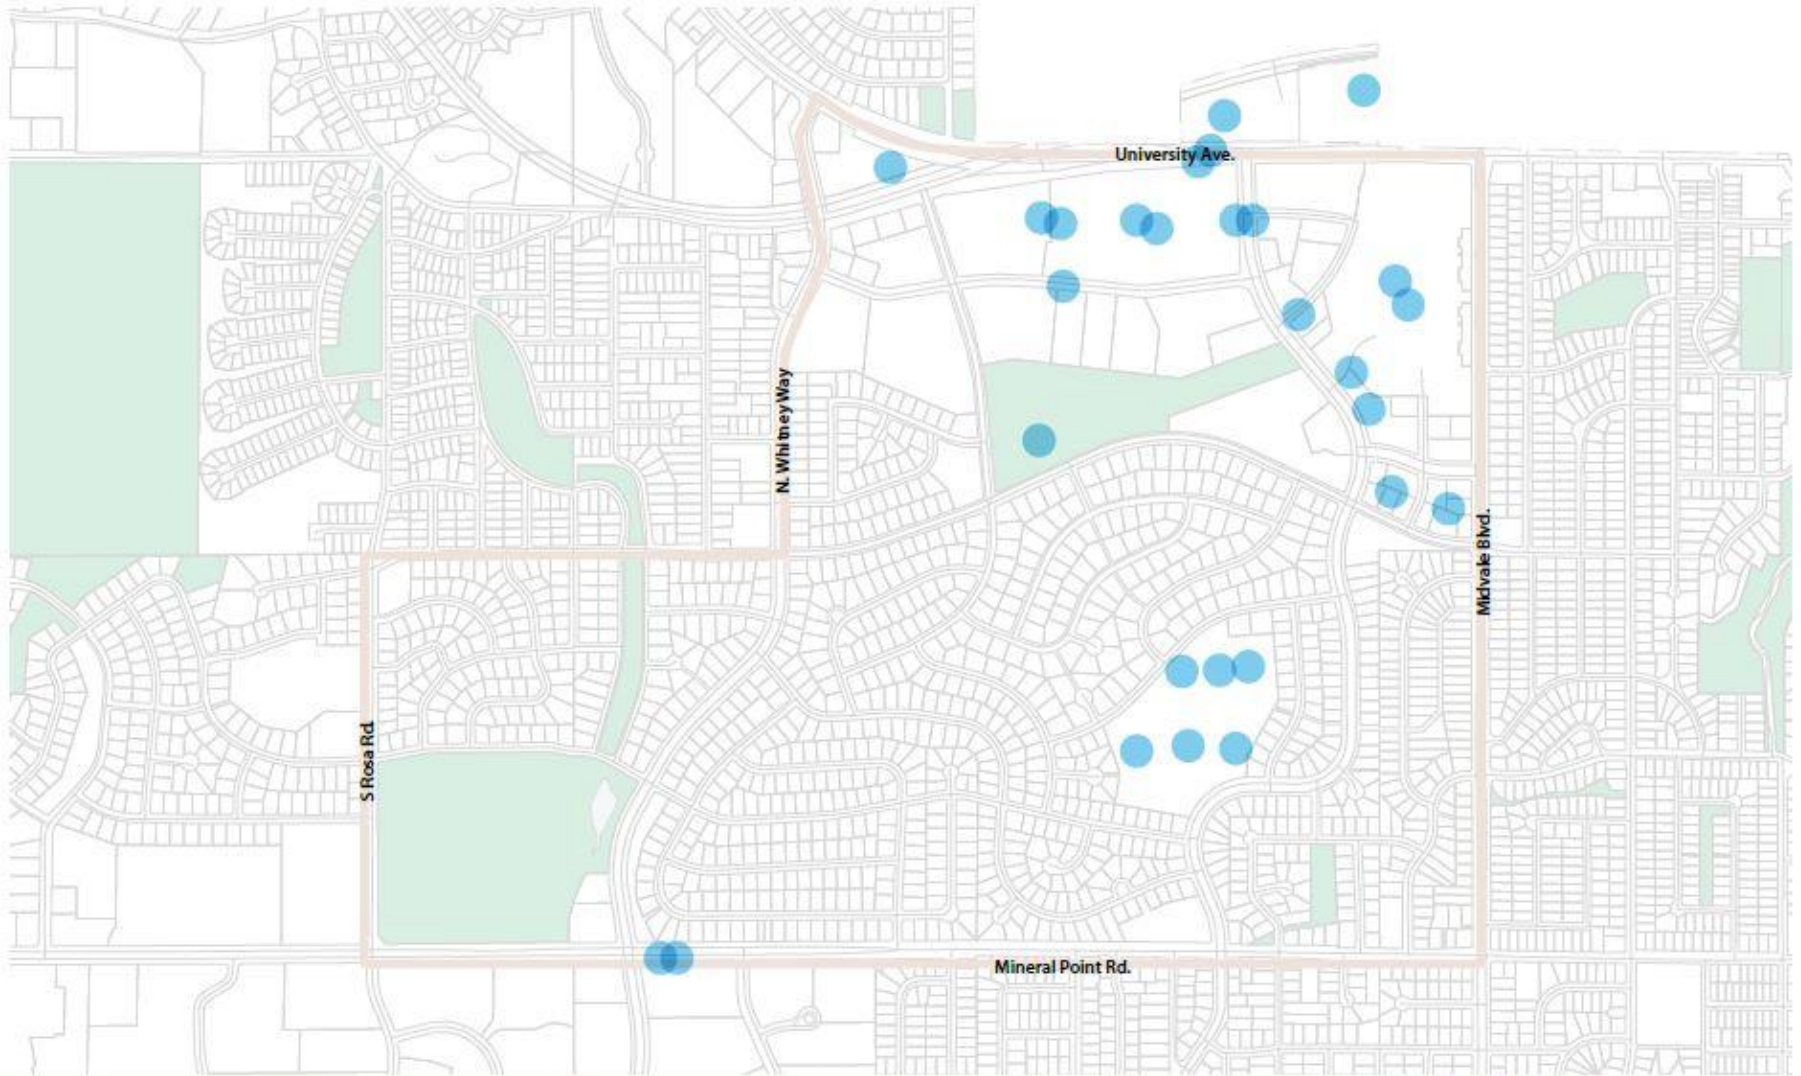 University Ave.
N. Whitney Way
Midvale Blvd.
S Rosa Rd.
Mineral Point Rd.